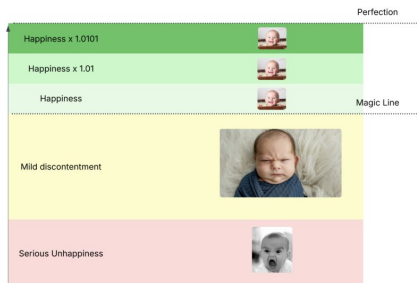 Perfection
Happiness x 1.0101
Happiness x 1.01
Happiness
Magic Line
Mild discontentment
Serious Unhappiness